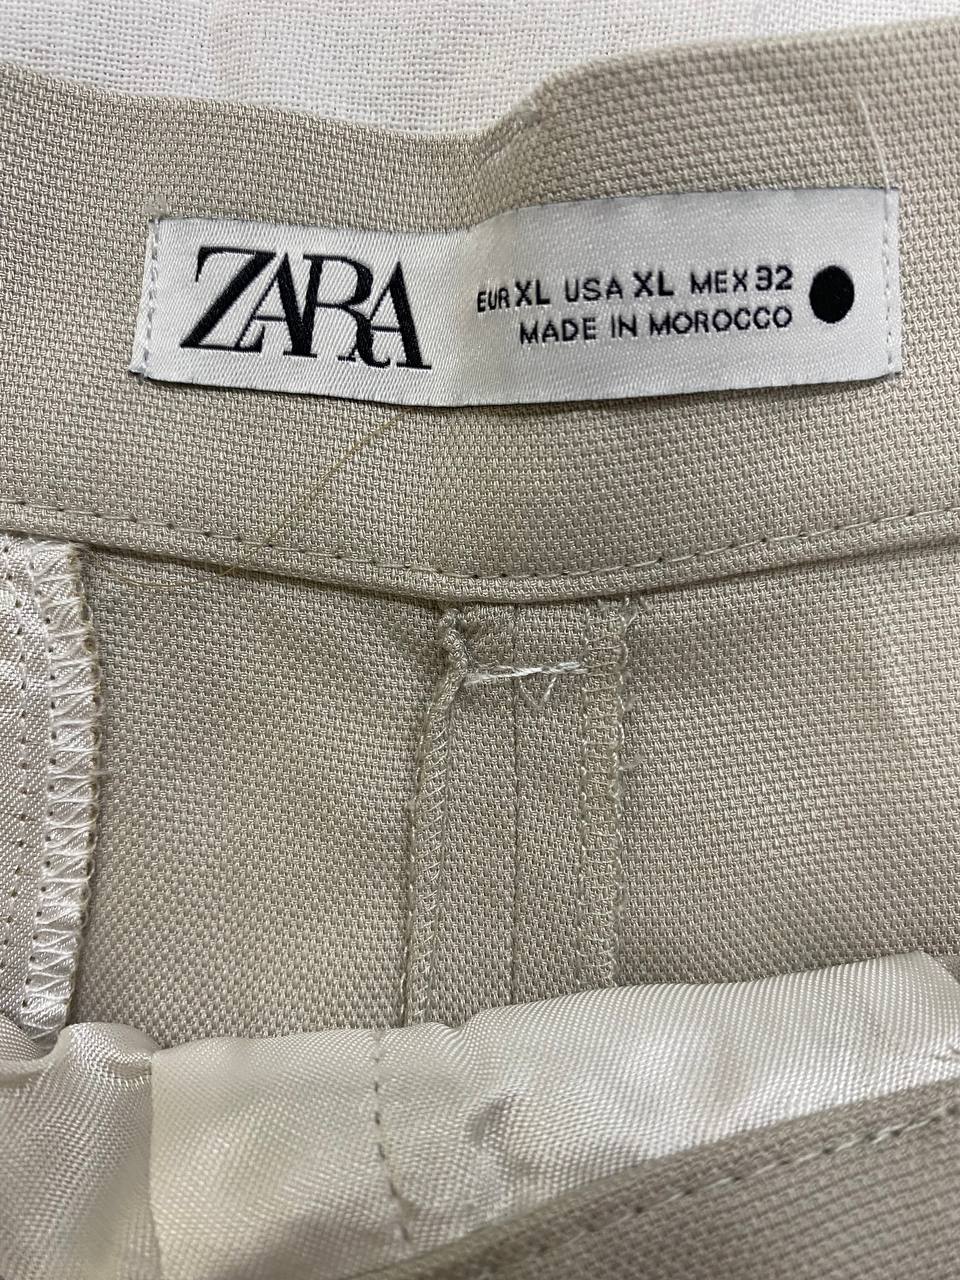 ZARA
EUR XL USA XL MEX 32
MADE IN MOROCCO